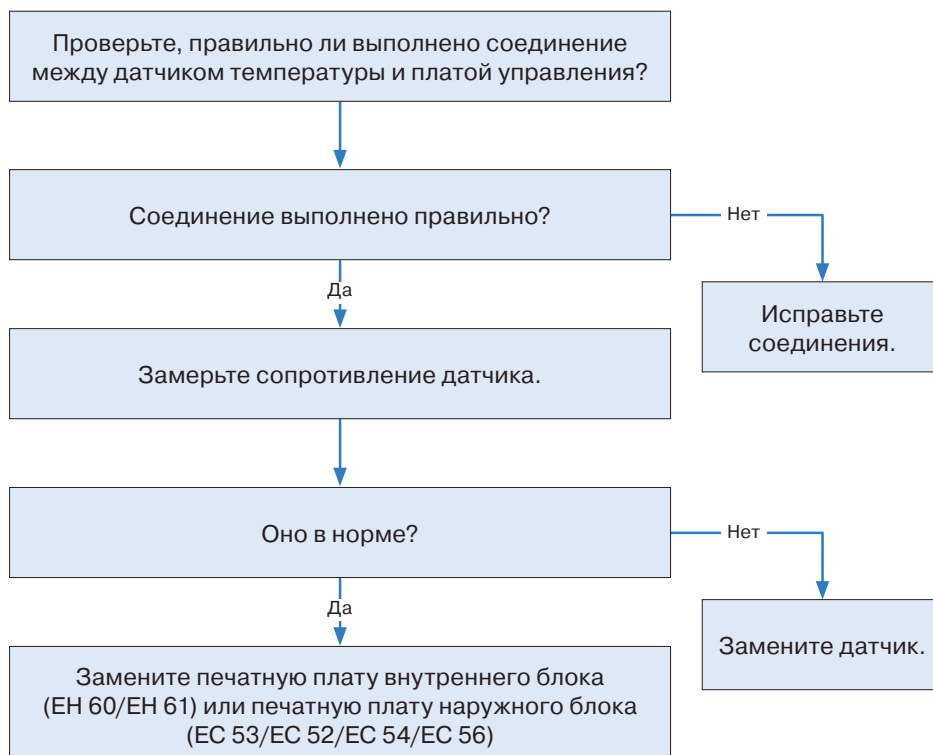 Проверьте, правильно ли выполнено соединение
между датчиком температуры и платой управления?
Соединение выполнено правильно?
Нет
Да
Исправьте
соединения.
Замерьте сопротивление датчика.
Оно в норме?
Нет
Да
Замените датчик.
Замените печатную плату внутреннего блока
(EH 60/EH 61) или печатную плату наружного блока
(EC 53/EC 52/EC 54/EC 56)